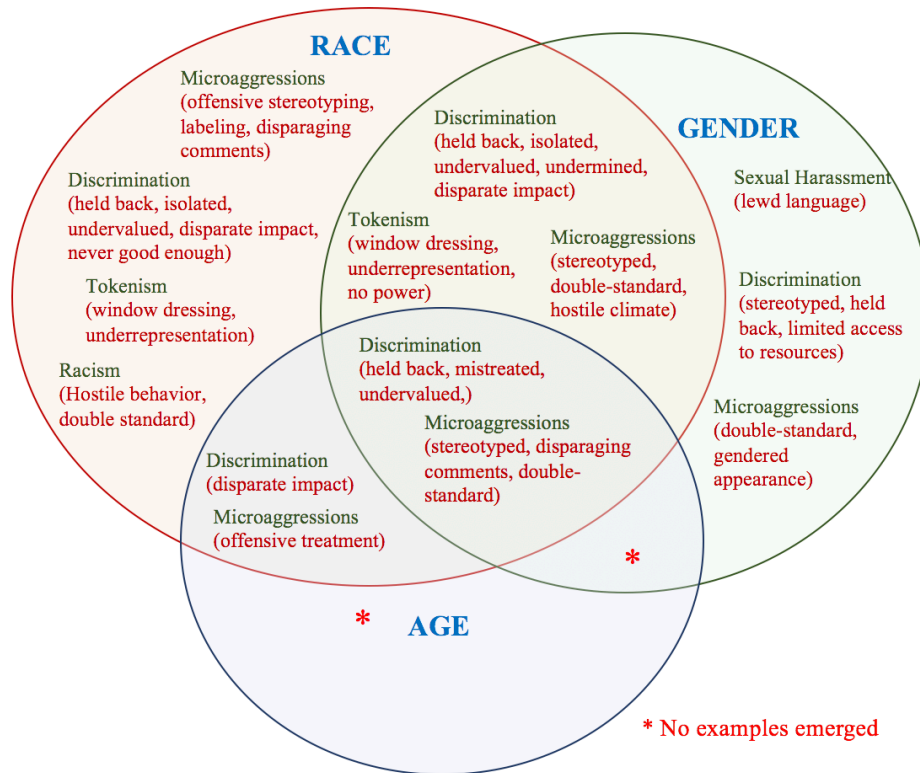 RACE
Microaggressions
(offensive stereotyping,
labeling, disparaging
comments)
Discrimination
(held back, isolated,
undervalued, disparate impact,
never good enough)
Tokenism
(window dressing,
underrepresentation)
Racism
(Hostile behavior,
double standard)
Discrimination
(held back, isolated,
undervalued, undermined,
disparate impact)
Tokenism
(window dressing,
underrepresentation,
no power)
Microaggressions
(stereotyped,
double-standard,
hostile climate)
GENDER
Sexual Harassment
(lewd language)
Discrimination
(stereotyped, held
back, limited access
to resources)
Microaggressions
(double-standard,
gendered
appearance)
Discrimination
(held back, mistreated,
undervalued,)
Microaggressions
(stereotyped, disparaging
comments, double-
standard)
Discrimination
(disparate impact)
Microaggressions
(offensive treatment)
*
*
AGE
* No examples emerged